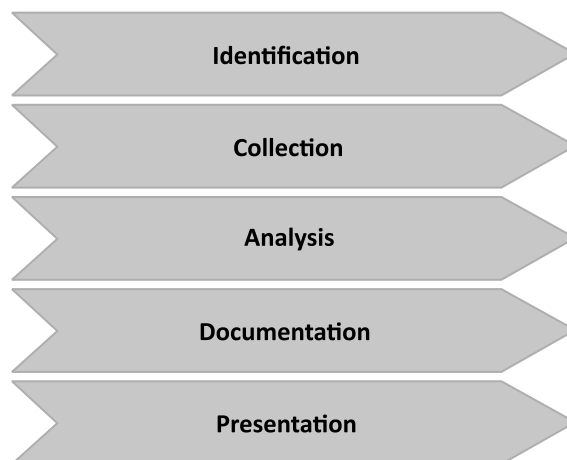 Identification
Collection
Analysis
Documentation
Presentation